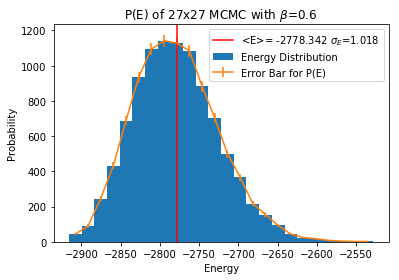 P(E) of 27x27 MCMC with β=0.6
<E>= -2778.342 σE=1.018
Energy Distribution
Error Bar for P(E)
Probability
1200
1000
800
600
400
200
0
−2900 −2850 −2800 −2750 −2700 −2650 −2600 −2550
Energy